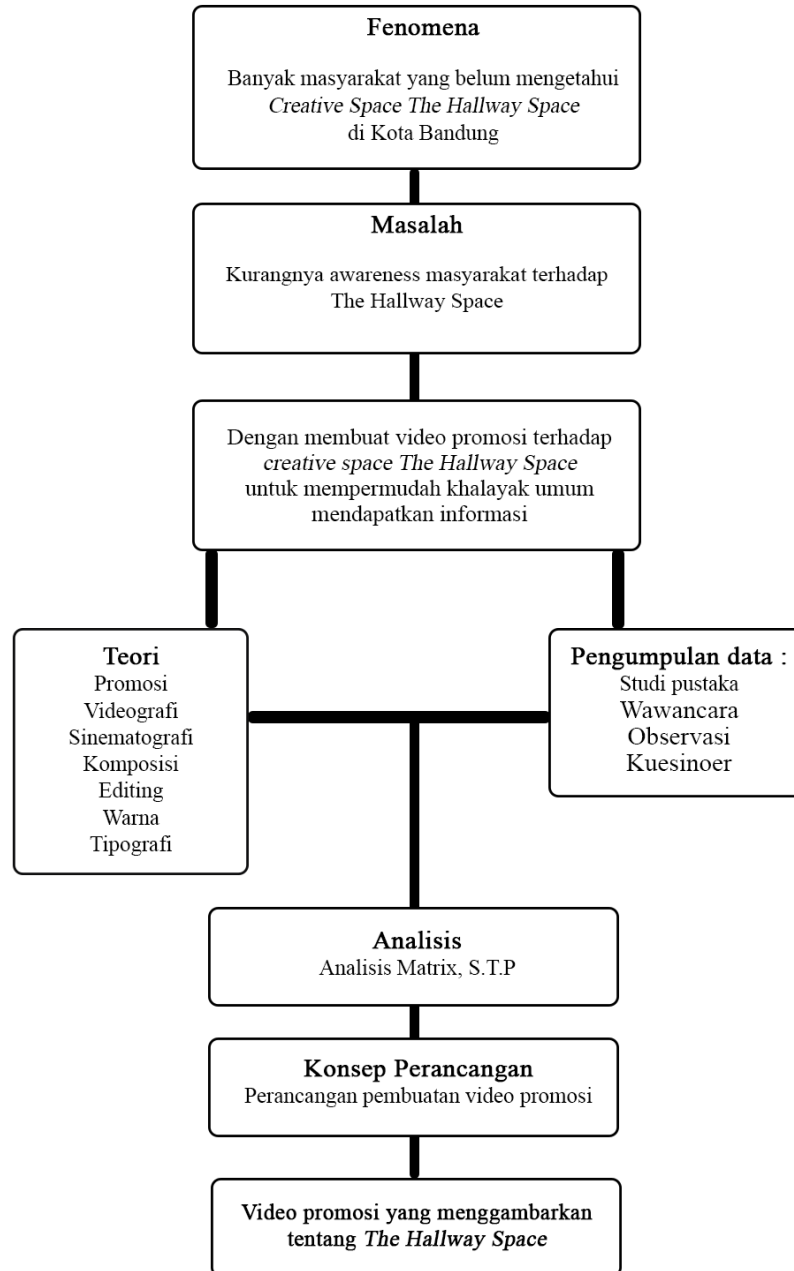 Fenomena
Banyak masyarakat yang belum mengetahui
Creative Space The Hallway Space
di Kota Bandung
Masalah
Kurangnya awareness masyarakat terhadap
The Hallway Space
Dengan membuat video promosi terhadap
creative space The Hallway Space
untuk mempermudah khalayak umum
mendapatkan informasi
Teori
Promosi
Videografi
Sinematografi
Komposisi
Editing
Warna
Tipografi
Pengumpulan data :
Studi pustaka
Wawancara
Observasi
Kuesinoer
Analisis
Analisis Matrix, S.T.P
Konsep Perancangan
Perancangan pembuatan video promosi
Video promosi yang menggambarkan
tentang The Hallway Space